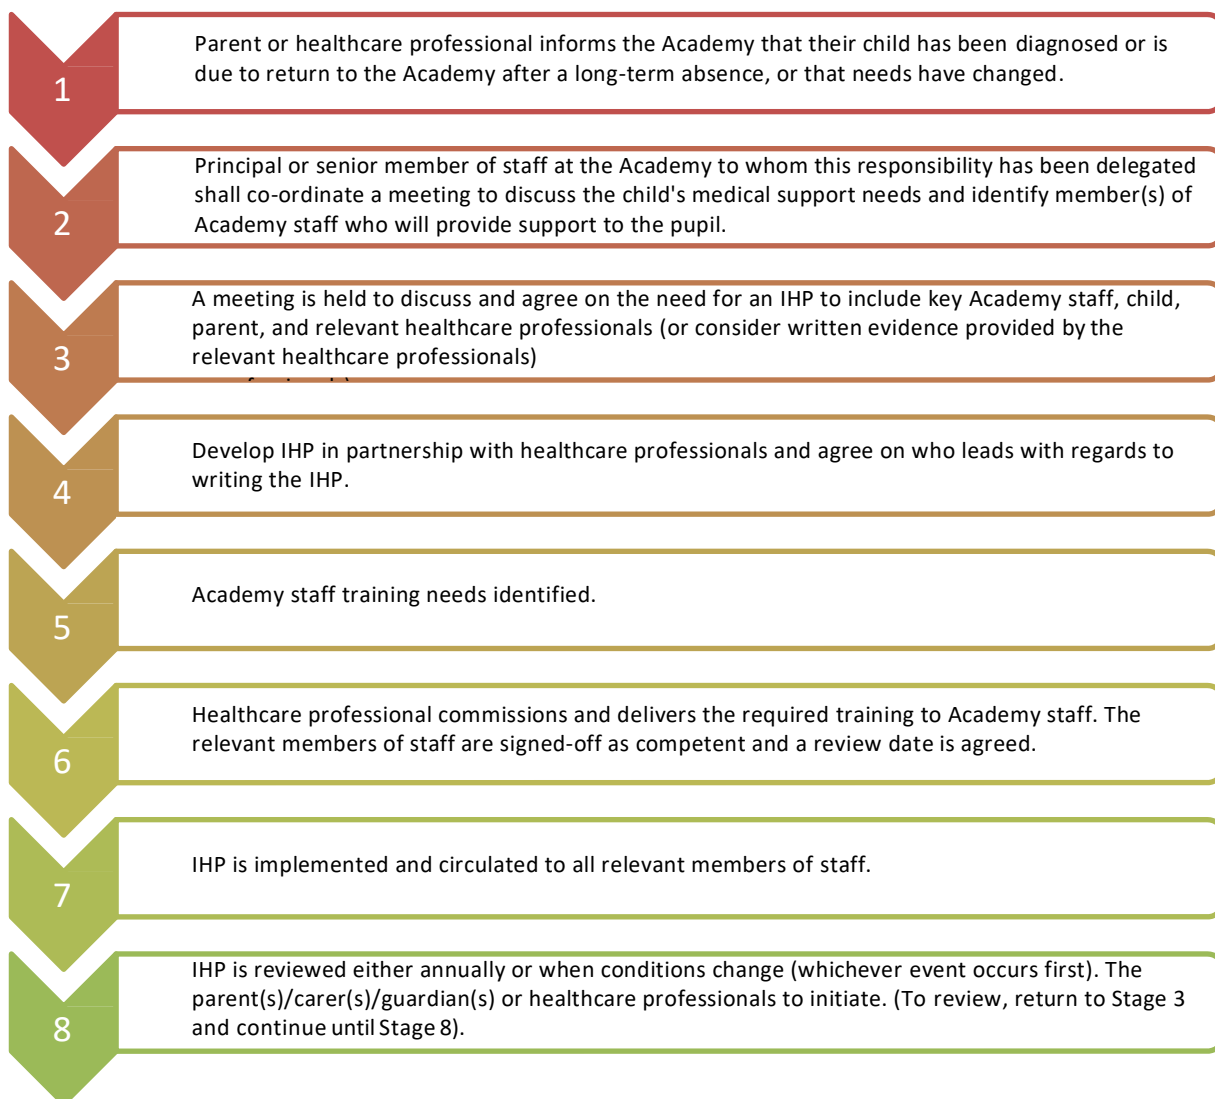 1
Parent or healthcare professional informs the Academy that their child has been diagnosed or is
due to return to the Academy after a long-term absence, or that needs have changed.
2
Principal or senior member of staff at the Academy to whom this responsibility has been delegated
shall co-ordinate a meeting to discuss the child's medical support needs and identify member(s) of
Academy staff who will provide support to the pupil.
3
A meeting is held to discuss and agree on the need for an IHP to include key Academy staff, child,
parent, and relevant healthcare professionals (or consider written evidence provided by the
relevant healthcare professionals)
4
Develop IHP in partnership with healthcare professionals and agree on who leads with regards to
writing the IHP.
5
Academy staff training needs identified.
6
Healthcare professional commissions and delivers the required training to Academy staff. The
relevant members of staff are signed-off as competent and a review date is agreed.
7
IHP is implemented and circulated to all relevant members of staff.
8
IHP is reviewed either annually or when conditions change (whichever event occurs first). The
parent(s)/carer(s)/guardian(s) or healthcare professionals to initiate. (To review, return to Stage 3
and continue until Stage 8).